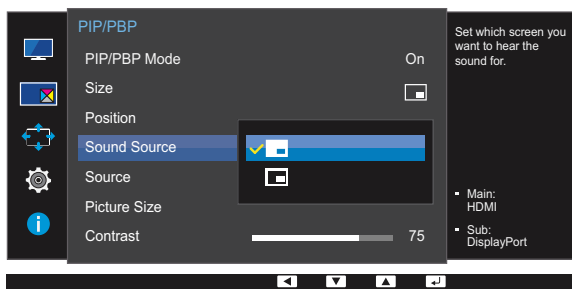 PIP/PBP
PIP/PBP Mode On
Size
Position
Sound Source
Source
Picture Size
Contrast 75
Set which screen you
want to hear the
sound for.
Main:
HDMI
Sub:
DisplayPort